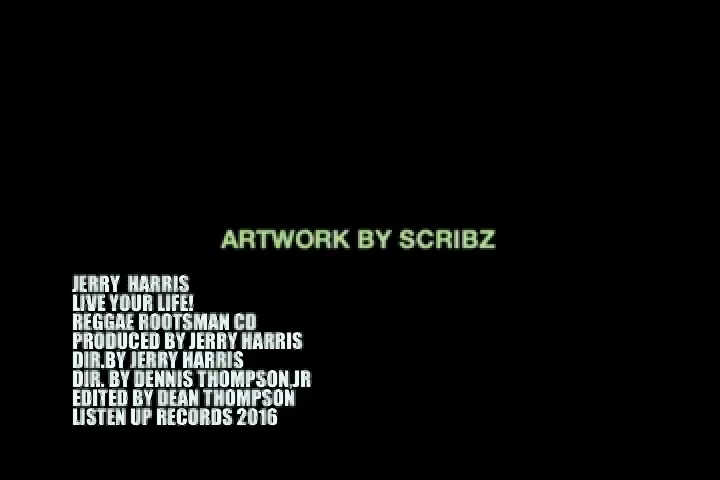 ARTWORK BY SCRIBZ
JERRY HARRIS
LIVE YOUR LIFE!
REGGAE ROOTSMAN CD
PRODUCED BY JERRY HARRIS
DIR.BY JERRY HARRIS
DIR. BY DENNIS THOMPSON,JR
EDITED BY DEAN THOMPSON
LISTEN UP RECORDS 2016